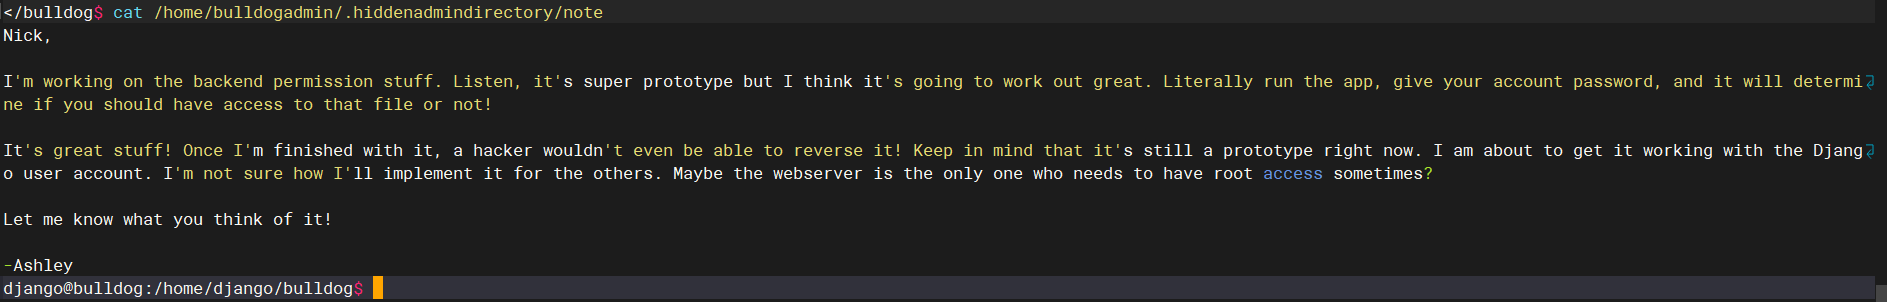 </bulldog$ cat /home/bulldogadmin/.hiddenadmindirectory/note
Nick,
I'm working on the backend permission stuff. Listen, it's super prototype but I think it's going to work out great. Literally run the app, give your account password, and it will determi
ne if you should have access to that file or not!
It's great stuff! Once I'm finished with it, a hacker wouldn't even be able to reverse it! Keep in mind that it's still a prototype right now. I am about to get it working with the Djang
o user account. I'm not sure how I'll implement it for the others. Maybe the webserver is the only one who needs to have root access sometimes?
Let me know what you think of it!
-Ashley
django@bulldog:/home/django/bulldog$